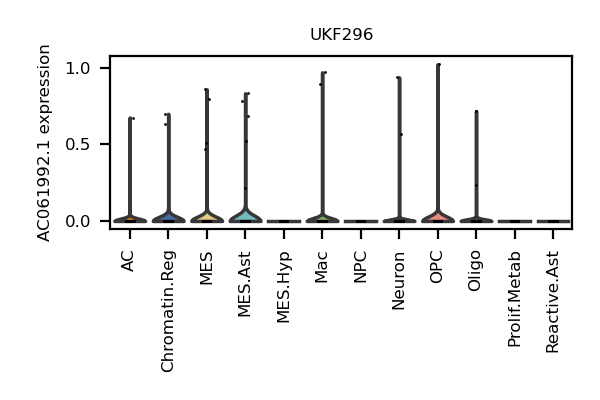 UKF296
AC061992.1 expression
1.0
0.5
0.0
AC
Chromatin.Reg
MES
MES.Ast
MES.Hyp
Mac
NPC
Neuron
OPC
Oligo
Prolif.Metab
Reactive.Ast